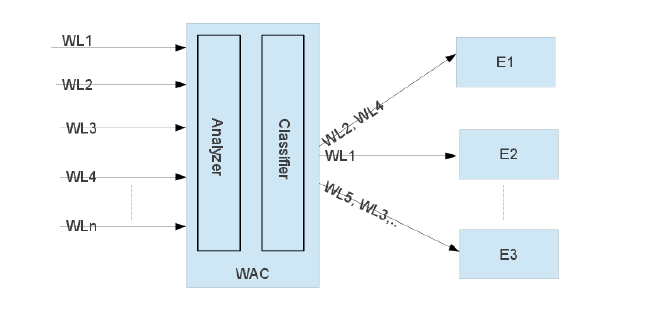 WL1
WL2
WL3
WL4
WLn
Analyzer
Classifier
WAC
WL2, WL4
WL1
WL5, WL3,..
E1
E2
E3